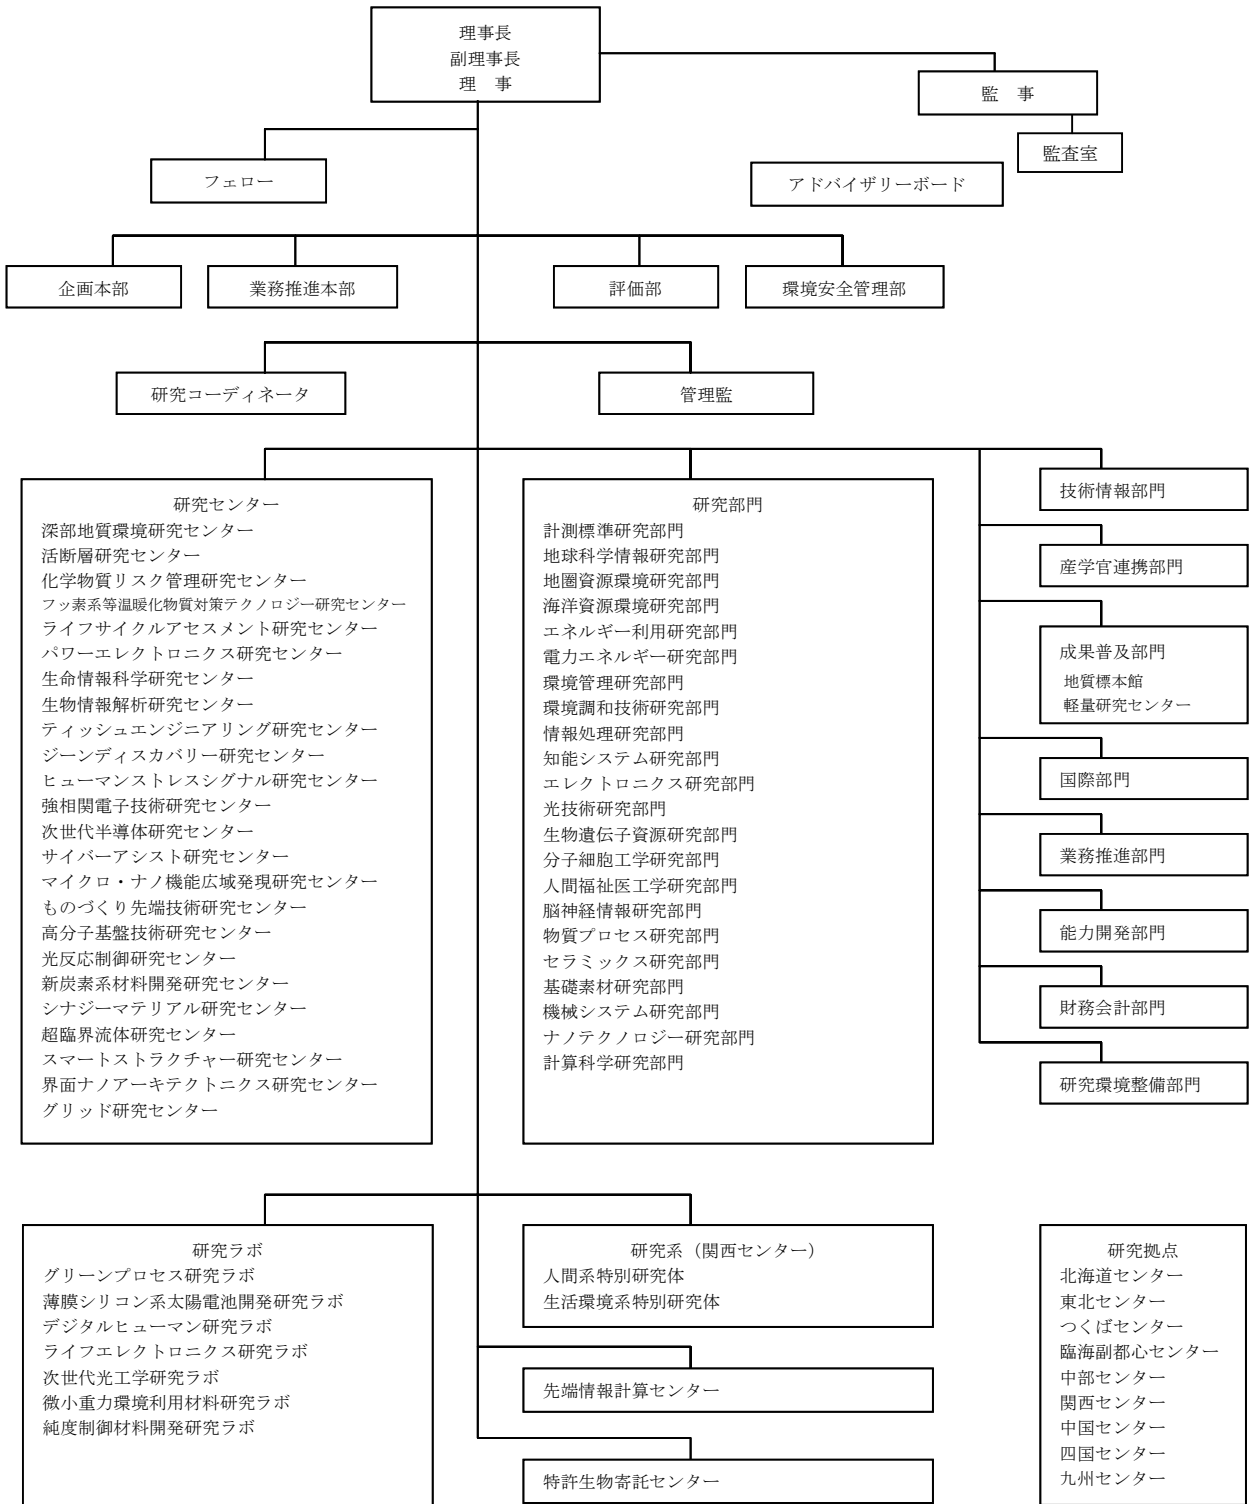 理事長
副理事長
理　事
監　事
監査室
フェロー
アドバイザリーボード
企画本部
業務推進本部
評価部
環境安全管理部
研究コーディネータ
管理監
研究センター
深部地質環境研究センター
活断層研究センター
化学物質リスク管理研究センター
フッ素系等温暖化物質対策テクノロジー研究センター
ライフサイクルアセスメント研究センター
パワーエレクトロニクス研究センター
生命情報科学研究センター
生物情報解析研究センター
ティッシュエンジニアリング研究センター
ジーンディスカバリー研究センター
ヒューマンストレスシグナル研究センター
強相関電子技術研究センター
次世代半導体研究センター
サイバーアシスト研究センター
マイクロ・ナノ機能広域発現研究センター
ものづくり先端技術研究センター
高分子基盤技術研究センター
光反応制御研究センター
新炭素系材料開発研究センター
シナジーマテリアル研究センター
超臨界流体研究センター
スマートストラクチャー研究センター
界面ナノアーキテクトニクス研究センター
グリッド研究センター
研究部門
計測標準研究部門
地球科学情報研究部門
地圏資源環境研究部門
海洋資源環境研究部門
エネルギー利用研究部門
電力エネルギー研究部門
環境管理研究部門
環境調和技術研究部門
情報処理研究部門
知能システム研究部門
エレクトロニクス研究部門
光技術研究部門
生物遺伝子資源研究部門
分子細胞工学研究部門
人間福祉医工学研究部門
脳神経情報研究部門
物質プロセス研究部門
セラミックス研究部門
基礎素材研究部門
機械システム研究部門
ナノテクノロジー研究部門
計算科学研究部門
技術情報部門
産学官連携部門
成果普及部門
地質標本館
軽量研究センター
国際部門
業務推進部門
能力開発部門
財務会計部門
研究環境整備部門
研究ラボ
グリーンプロセス研究ラボ
薄膜シリコン系太陽電池開発研究ラボ
デジタルヒューマン研究ラボ
ライフエレクトロニクス研究ラボ
次世代光工学研究ラボ
微小重力環境利用材料研究ラボ
純度制御材料開発研究ラボ
研究系（関西センター）
人間系特別研究体
生活環境系特別研究体
先端情報計算センター
特許生物寄託センター
研究拠点
北海道センター
東北センター
つくばセンター
臨海副都心センター
中部センター
関西センター
中国センター
四国センター
九州センター